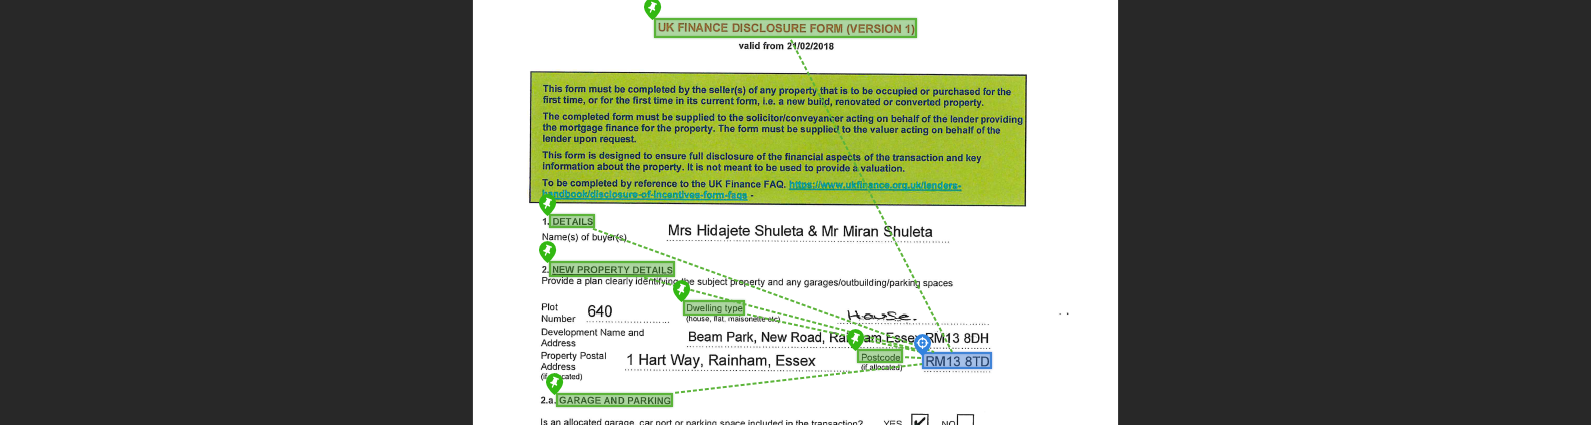 UK FINANCE DISCLOSURE FORM (VERSION 1)
valid from 21/02/2018
This form must be completed by the seller(s) of any property that is to be occupied or purchased for the
first time, or for the first time in its current form, i.e. a new build, renovated or converted property.
The completed form must be supplied to the solicitor/conveyancer acting on behalf of the lender providing
the mortgage finance for the property. The form must be supplied to the valuer acting on behalf of the
lender upon request.
This form is designed to ensure full disclosure of the financial aspects of the transaction and key
information about the property. It is not meant to be used to provide a valuation.
To be completed by reference to the UK Finance FAQ. https://www.ukfinance.org.uk/lenders-
handbook/disclosure-of-incentives-form-faqs -
1. DETAILS
Name(s) of buyer(s) Mrs Hidajete Shuleta & Mr Miran Shuleta
2. NEW PROPERTY DETAILS
Provide a plan clearly identifying the subject property and any garages/outbuilding/parking spaces
Plot Number 640 Dwelling type (house, flat, maisonette etc) House.
Development Name and Address Beam Park, New Road, Rainham Essex RM13 8DH
Property Postal Address (if allocated) 1 Hart Way, Rainham, Essex Postcode (if allocated) RM13 8TD
2.a. GARAGE AND PARKING
Is an allocated garage, car port or parking space included in the transaction? YES NO